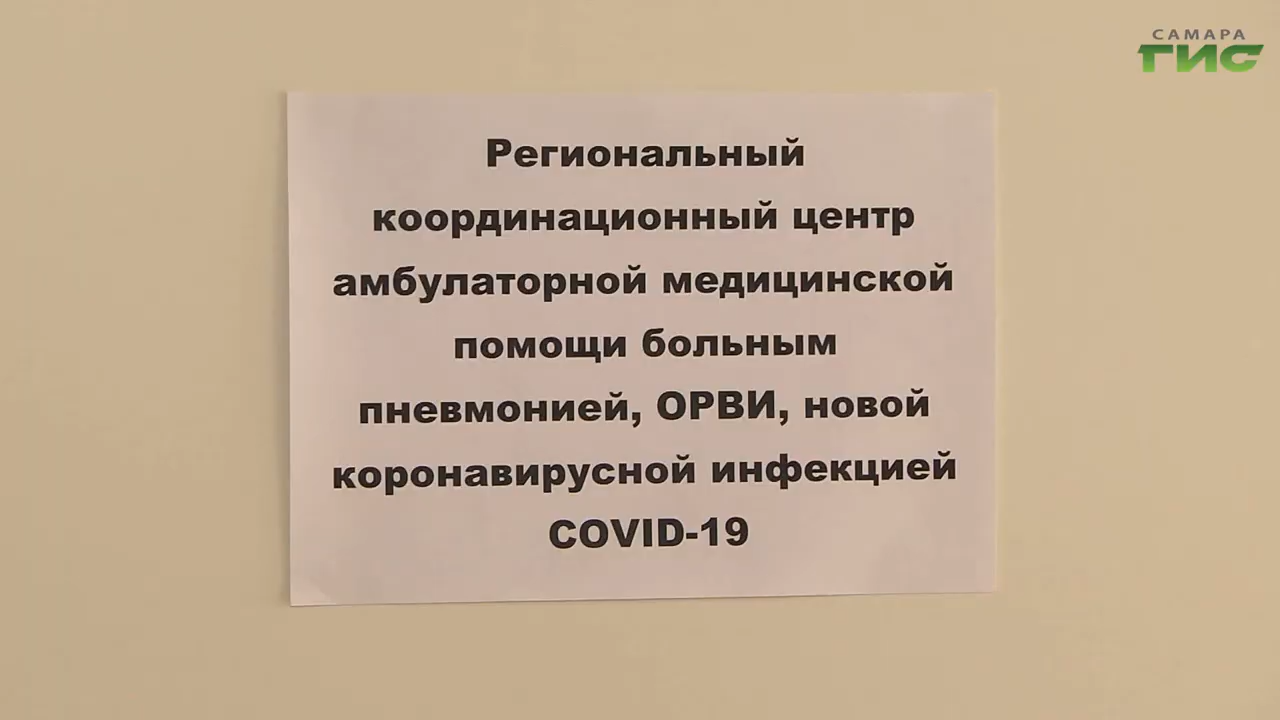 САМАРА
ГИС
Региональный
координационный центр
амбулаторной медицинской
помощи больным
пневмонией, ОРВИ, новой
коронавирусной инфекцией
COVID-19